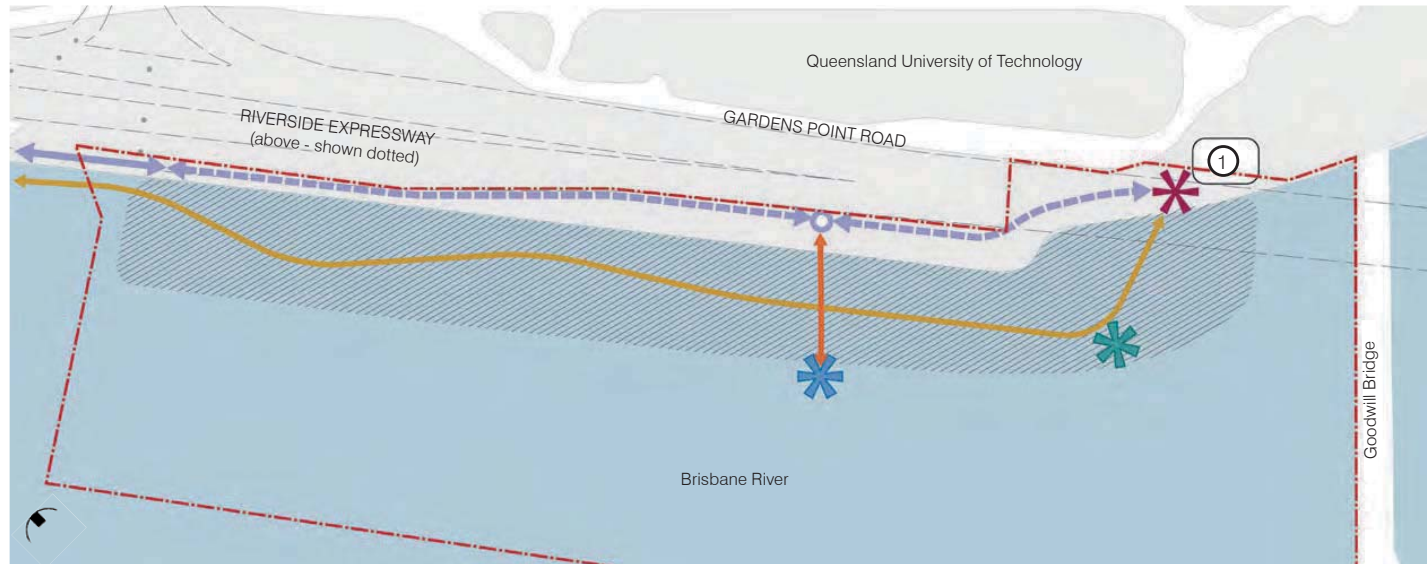 Queensland University of Technology
GARDENS POINT ROAD
RIVERSIDE EXPRESSWAY
(above - shown dotted)
1
Goodwill Bridge
Brisbane River